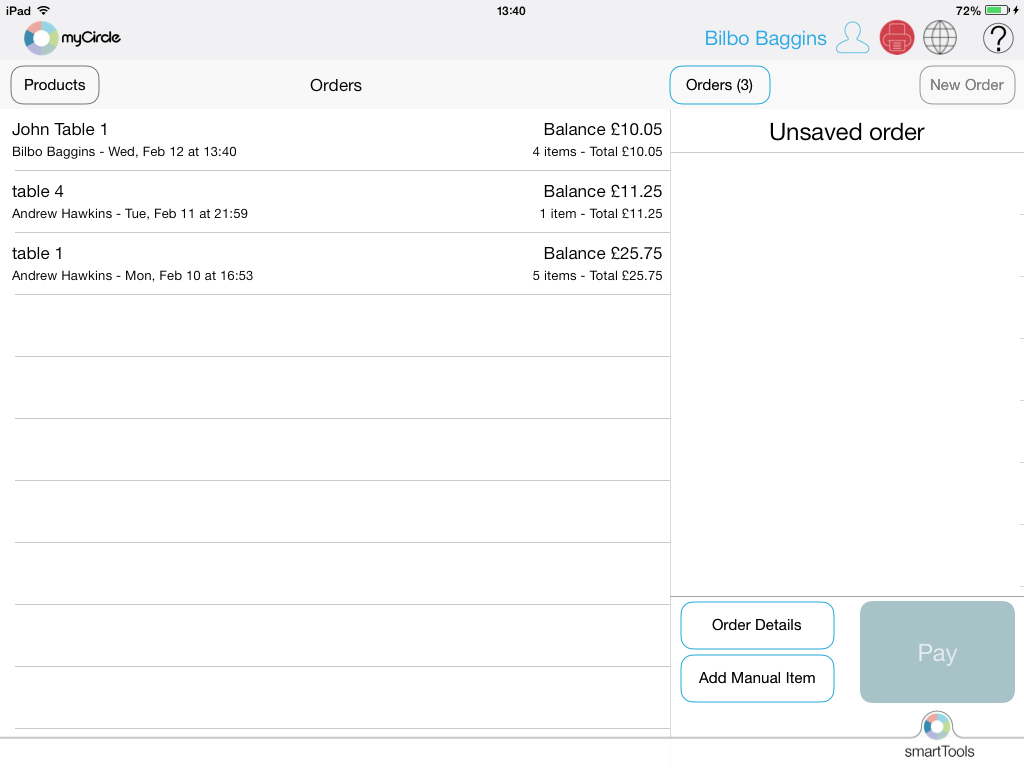 iPad 13:40 72%
myCircle Bilbo Baggins ?
Products Orders Orders (3) New Order
John Table 1 Balance £10.05
Bilbo Baggins - Wed, Feb 12 at 13:40 4 items - Total £10.05
table 4 Balance £11.25
Andrew Hawkins - Tue, Feb 11 at 21:59 1 item - Total £11.25
table 1 Balance £25.75
Andrew Hawkins - Mon, Feb 10 at 16:53 5 items - Total £25.75
Unsaved order
Order Details
Add Manual Item
Pay
smartTools